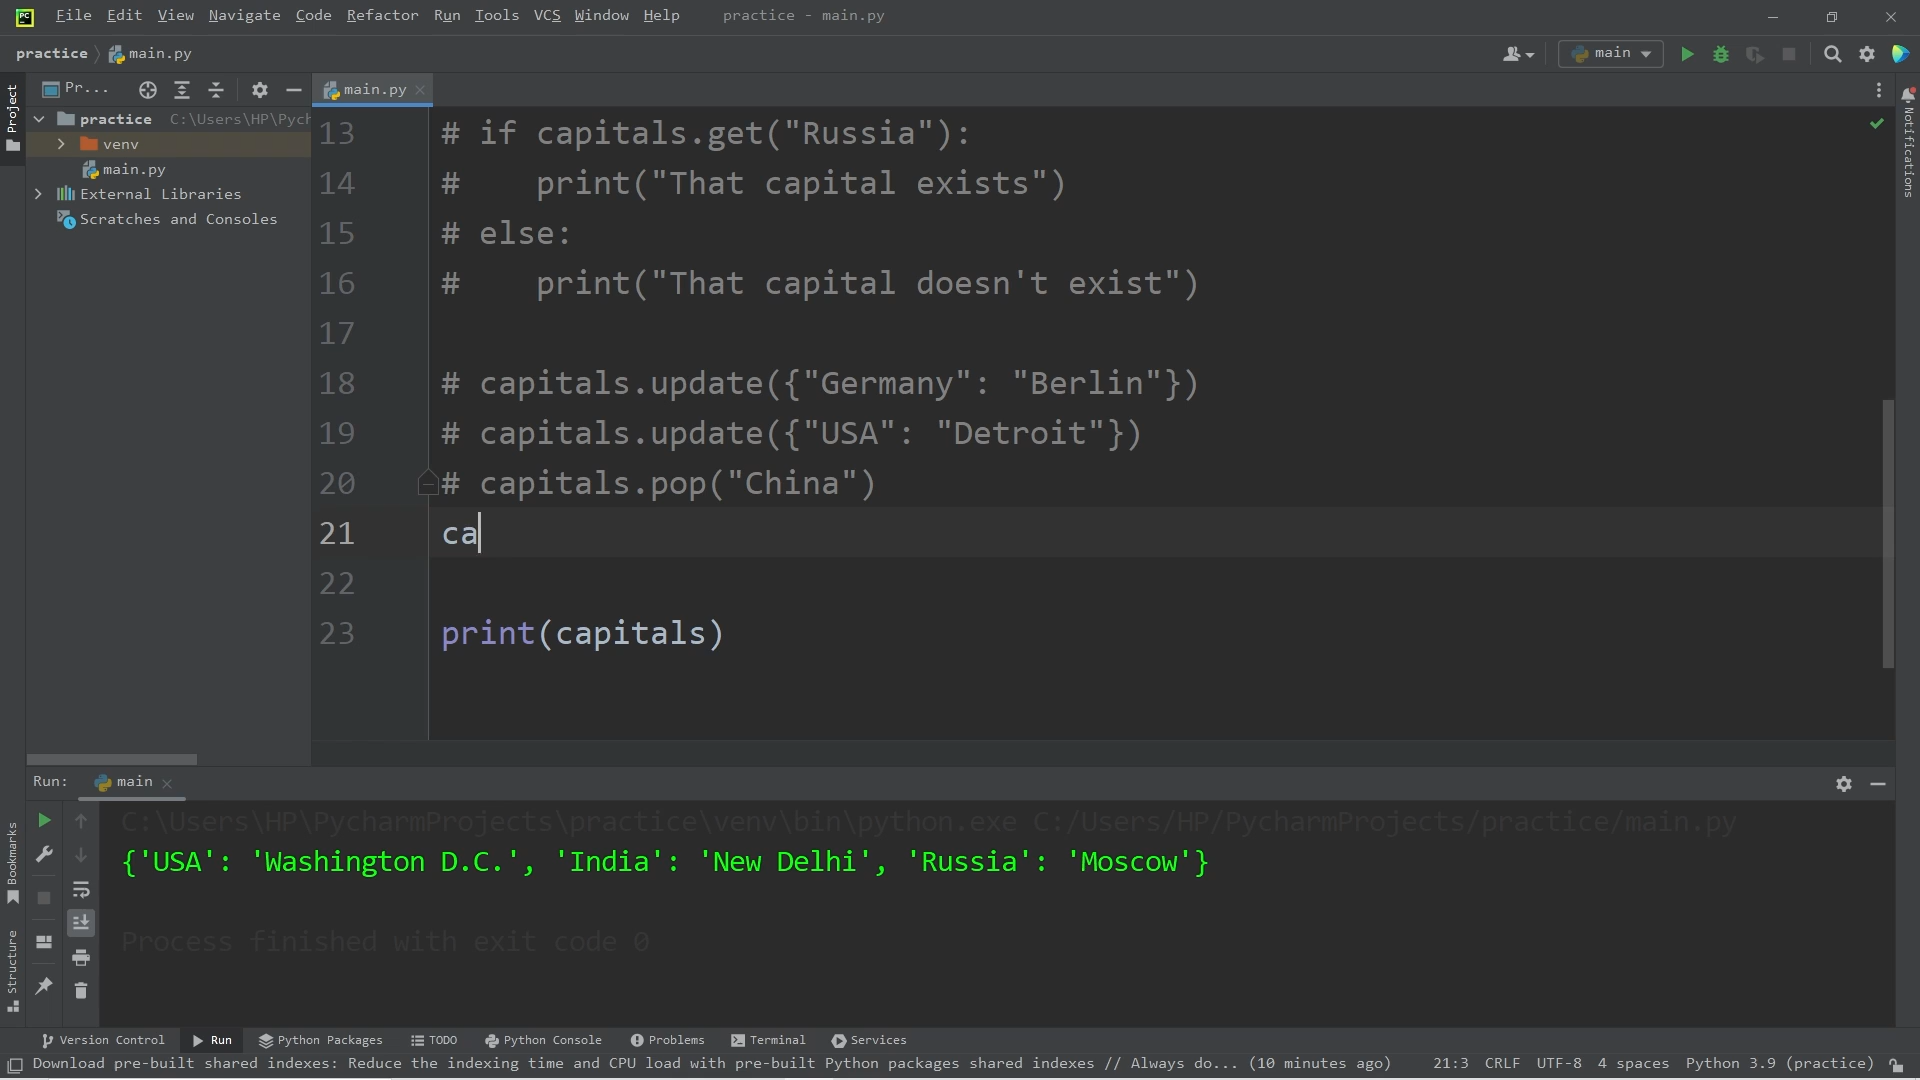 File Edit View Navigate Code Refactor Run Tools VCS Window Help practice - main.py
practice main.py main
Project
Pr... main.py
practice C:\Users\HP\Pych
venv
main.py
External Libraries
Scratches and Consoles
13 # if capitals.get("Russia"):
14 #    print("That capital exists")
15 # else:
16 #    print("That capital doesn't exist")
17
18 # capitals.update({"Germany": "Berlin"})
19 # capitals.update({"USA": "Detroit"})
20 # capitals.pop("China")
21 ca
22
23 print(capitals)
Notifications
Run: main
C:\Users\HP\PycharmProjects\practice\venv\bin\python.exe C:/Users/HP/PycharmProjects/practice/main.py
{'USA': 'Washington D.C.', 'India': 'New Delhi', 'Russia': 'Moscow'}
Process finished with exit code 0
Bookmarks
Structure
Version Control Run Python Packages TODO Python Console Problems Terminal Services
Download pre-built shared indexes: Reduce the indexing time and CPU load with pre-built Python packages shared indexes // Always do... (10 minutes ago) 21:3 CRLF UTF-8 4 spaces Python 3.9 (practice)